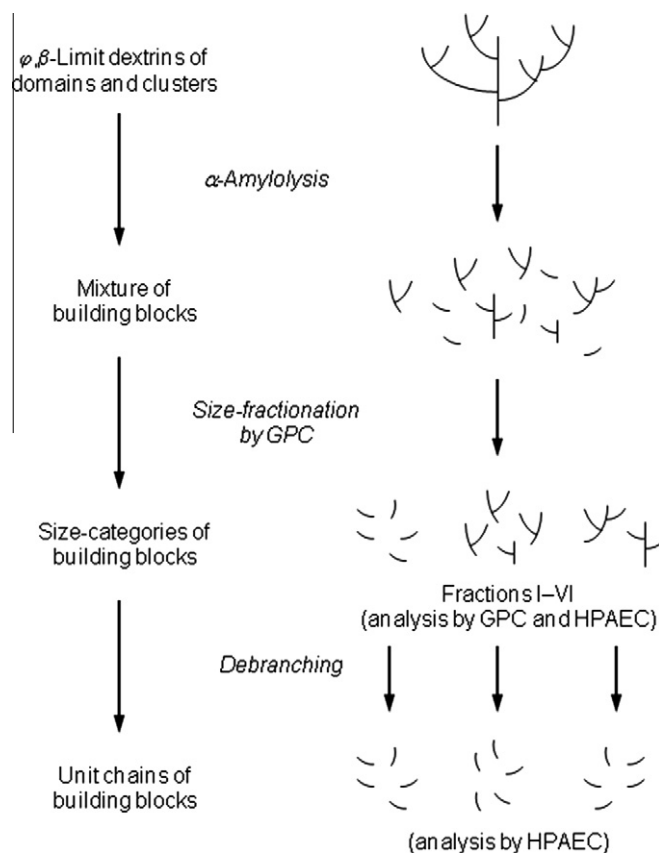 φ,β-Limit dextrins of
domains and clusters
α-Amylolysis
Mixture of
building blocks
Size-fractionation
by GPC
Size-categories of
building blocks
Fractions I–VI
(analysis by GPC and HPAEC)
Debranching
Unit chains of
building blocks
(analysis by HPAEC)